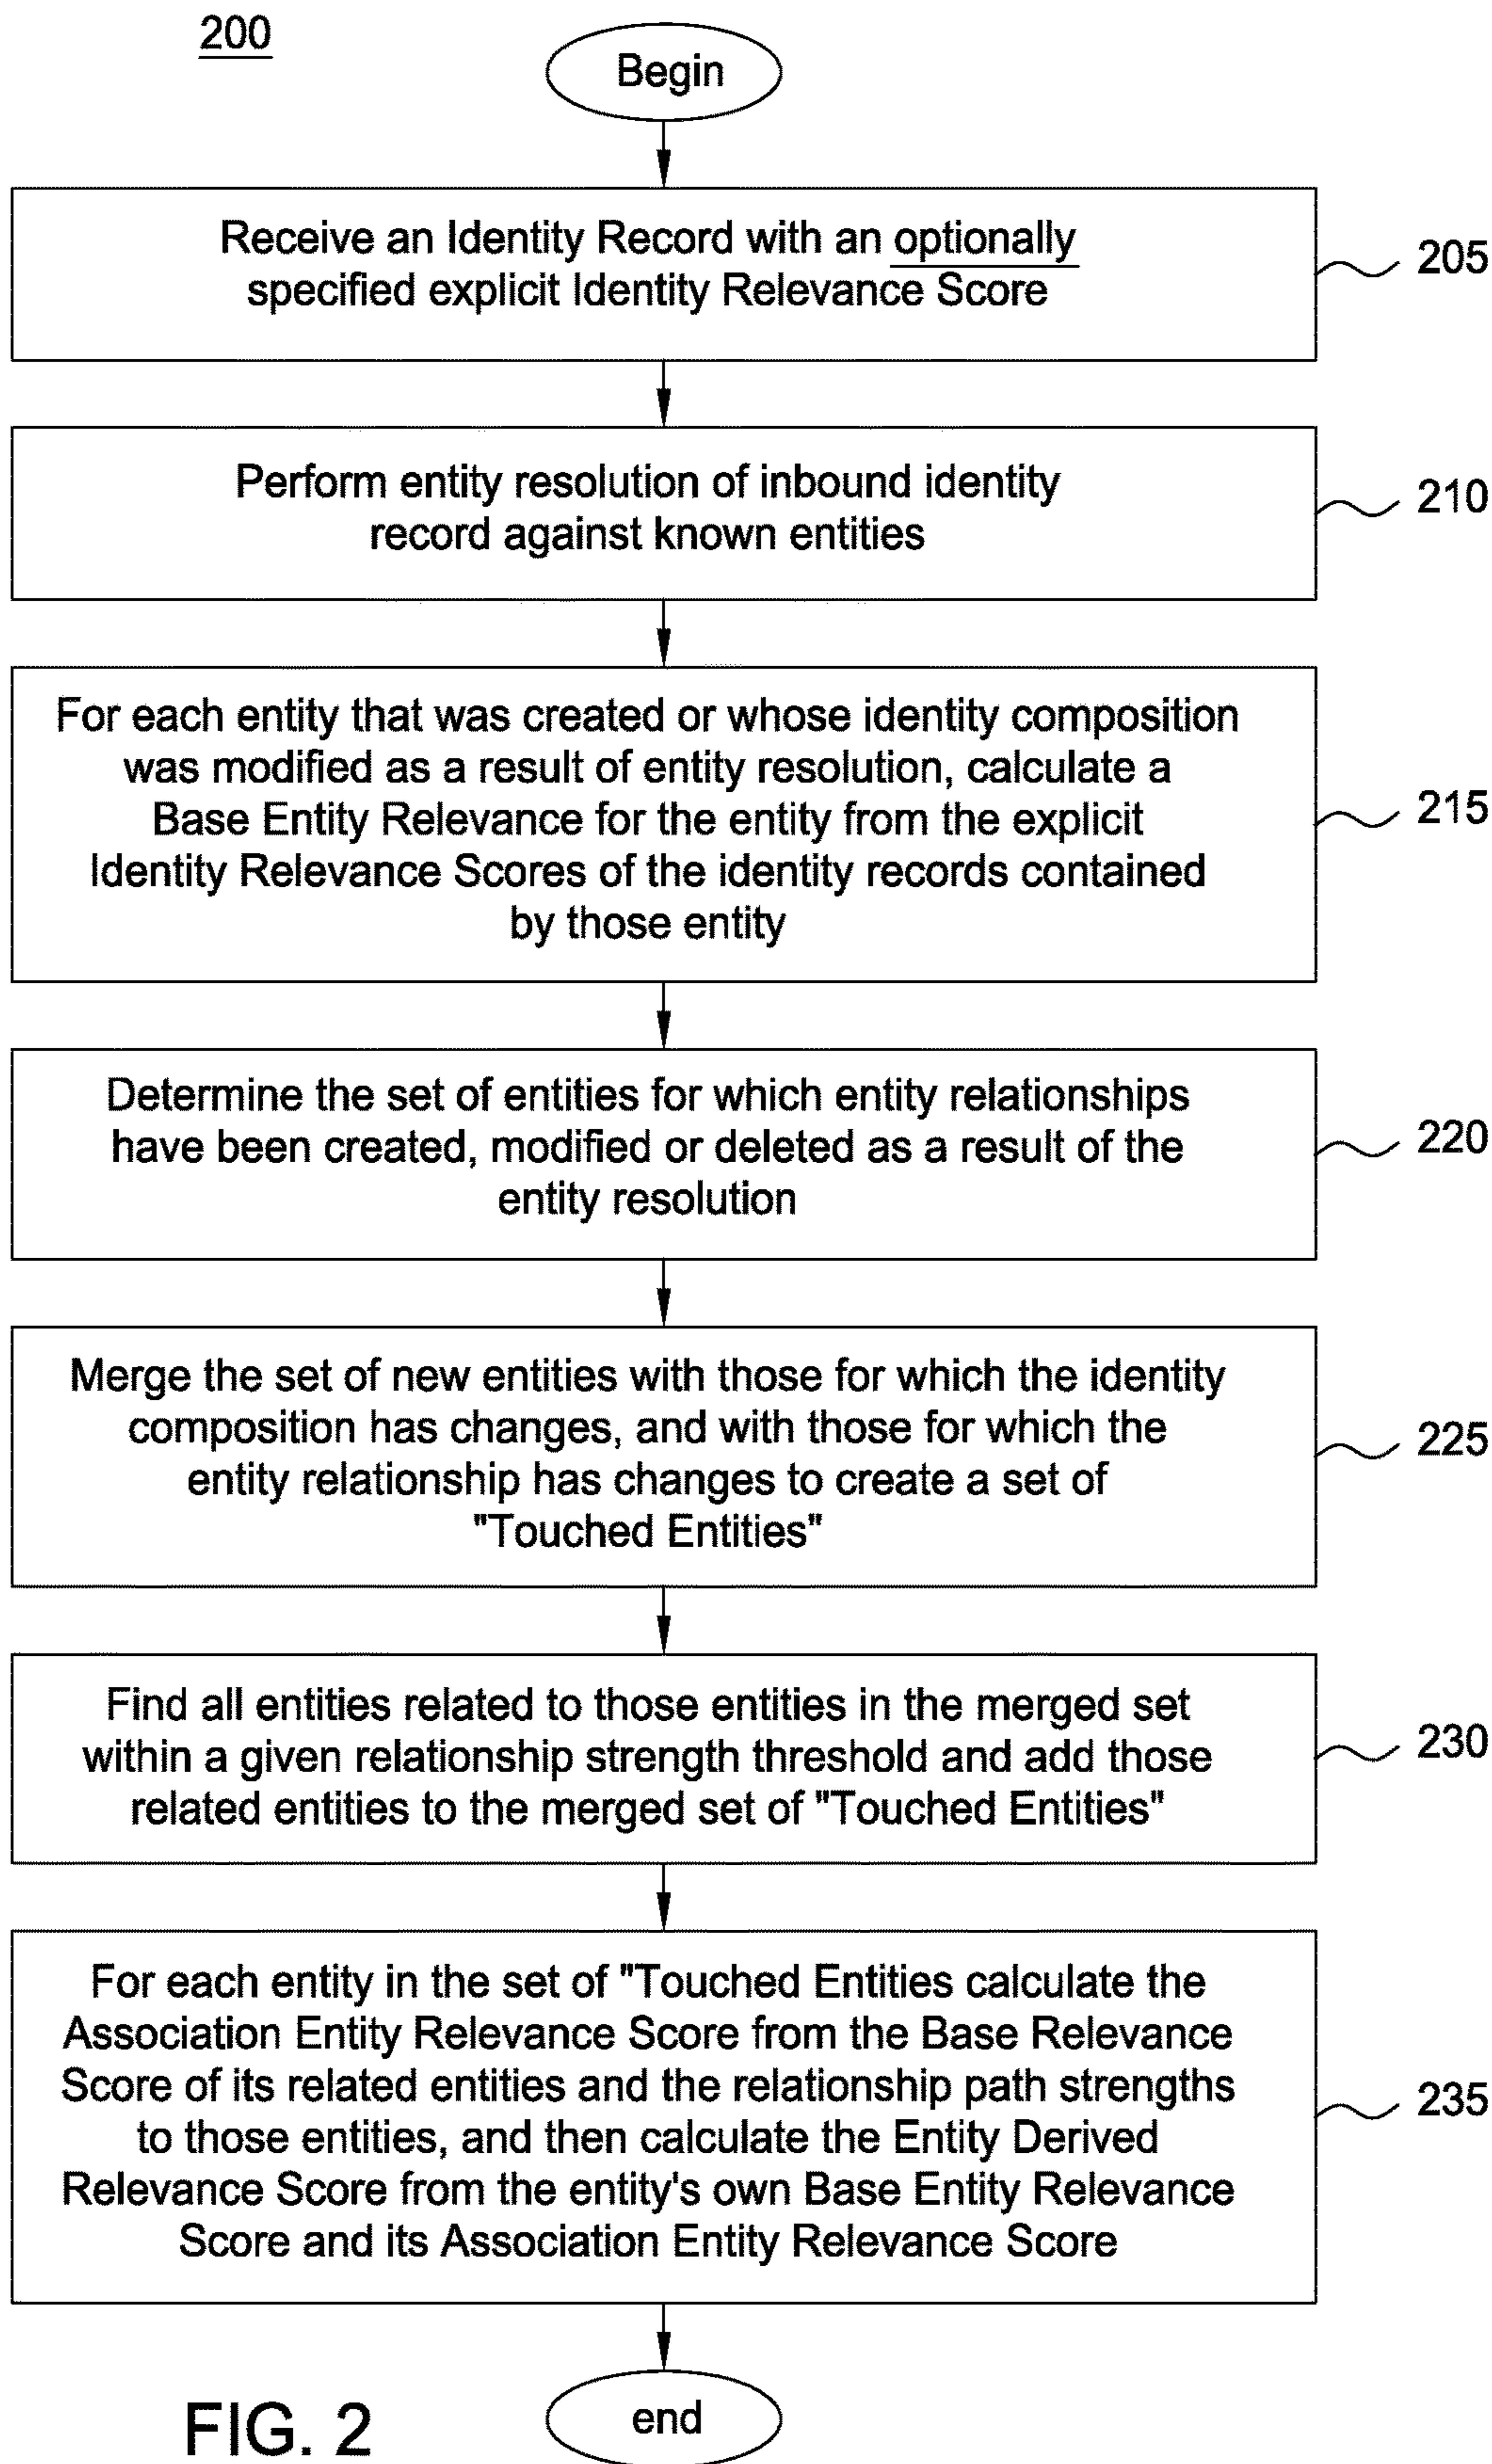 200
Begin
Receive an Identity Record with an optionally
specified explicit Identity Relevance Score
205
Perform entity resolution of inbound identity
record against known entities
210
For each entity that was created or whose identity composition
was modified as a result of entity resolution, calculate a
Base Entity Relevance for the entity from the explicit
Identity Relevance Scores of the identity records contained
by those entity
215
Determine the set of entities for which entity relationships
have been created, modified or deleted as a result of the
entity resolution
220
Merge the set of new entities with those for which the identity
composition has changes, and with those for which the
entity relationship has changes to create a set of
"Touched Entities"
225
Find all entities related to those entities in the merged set
within a given relationship strength threshold and add those
related entities to the merged set of "Touched Entities"
230
For each entity in the set of "Touched Entities calculate the
Association Entity Relevance Score from the Base Relevance
Score of its related entities and the relationship path strengths
to those entities, and then calculate the Entity Derived
Relevance Score from the entity's own Base Entity Relevance
Score and its Association Entity Relevance Score
235
end
FIG. 2